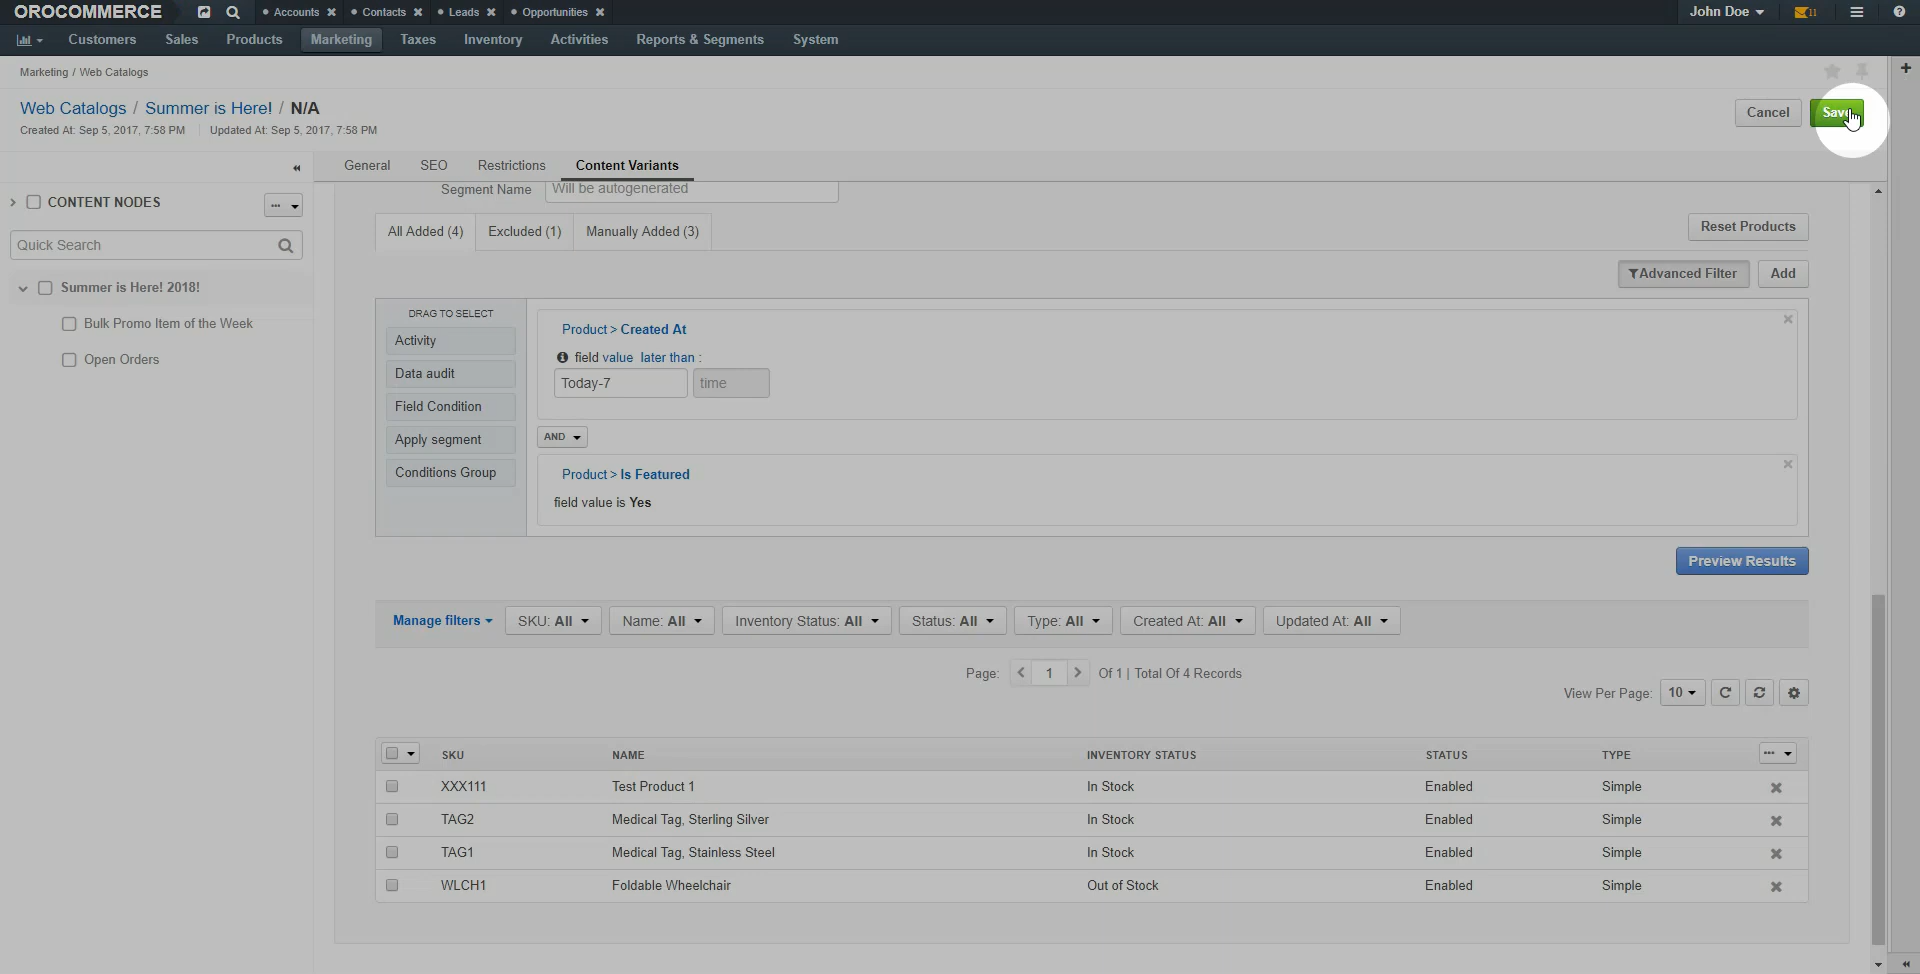 OROCOMMERCE
Accounts Contacts Leads Opportunities John Doe 11
Customers Sales Products Marketing Taxes Inventory Activities Reports & Segments System
Marketing / Web Catalogs
Web Catalogs / Summer is Here! / N/A
Cancel Save
Created At: Sep 5, 2017, 7:58 PM Updated At: Sep 5, 2017, 7:58 PM
General SEO Restrictions Content Variants
CONTENT NODES
Quick Search
Summer is Here! 2018!
Bulk Promo Item of the Week
Open Orders
Segment Name Will be autogenerated
All Added (4) Excluded (1) Manually Added (3) Reset Products
Advanced Filter Add
DRAG TO SELECT
Activity
Data audit
Field Condition
Apply segment
Conditions Group
Product > Created At
field value later than :
Today-7 time
AND
Product > Is Featured
field value is Yes
Preview Results
Manage filters SKU: All Name: All Inventory Status: All Status: All Type: All Created At: All Updated At: All
Page: 1 Of 1 | Total Of 4 Records
View Per Page: 10
SKU NAME INVENTORY STATUS STATUS TYPE
XXX111 Test Product 1 In Stock Enabled Simple
TAG2 Medical Tag, Sterling Silver In Stock Enabled Simple
TAG1 Medical Tag, Stainless Steel In Stock Enabled Simple
WLCH1 Foldable Wheelchair Out of Stock Enabled Simple